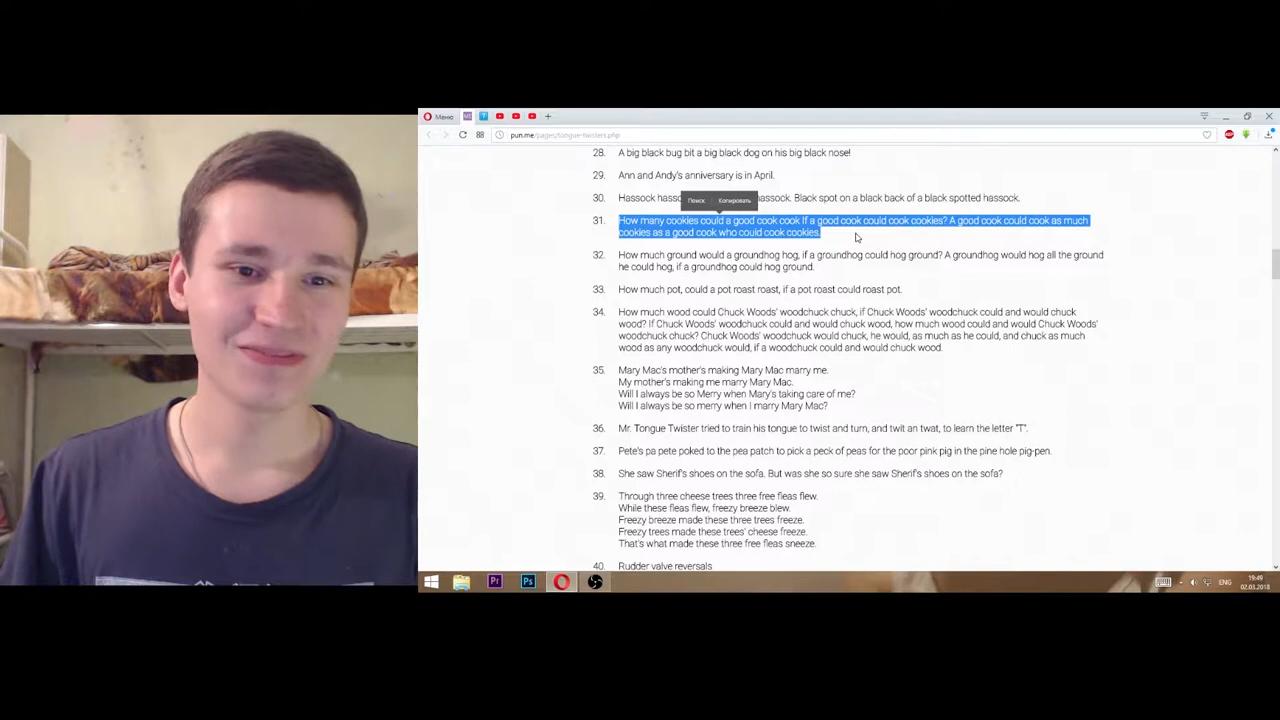 Меню
pun.me/pages/tongue-twisters.php
28. A big black bug bit a big black dog on his big black nose!
29. Ann and Andy's anniversary is in April.
30. Hassock hasso
hassock. Black spot on a black back of a black spotted hassock.
Поиск
Копировать
31. How many cookies could a good cook cook If a good cook could cook cookies? A good cook could cook as much
cookies as a good cook who could cook cookies.
32. How much ground would a groundhog hog, if a groundhog could hog ground? A groundhog would hog all the ground
he could hog, if a groundhog could hog ground.
33. How much pot, could a pot roast roast, if a pot roast could roast pot.
34. How much wood could Chuck Woods' woodchuck chuck, if Chuck Woods' woodchuck could and would chuck
wood? If Chuck Woods' woodchuck could and would chuck wood, how much wood could and would Chuck Woods'
woodchuck chuck? Chuck Woods' woodchuck would chuck, he would, as much as he could, and chuck as much
wood as any woodchuck would, if a woodchuck could and would chuck wood.
35. Mary Mac's mother's making Mary Mac marry me.
My mother's making me marry Mary Mac.
Will I always be so Merry when Mary's taking care of me?
Will I always be so merry when I marry Mary Mac?
36. Mr. Tongue Twister tried to train his tongue to twist and turn, and twit an twat, to learn the letter "T".
37. Pete's pa pete poked to the pea patch to pick a peck of peas for the poor pink pig in the pine hole pig-pen.
38. She saw Sherif's shoes on the sofa. But was she so sure she saw Sherif's shoes on the sofa?
39. Through three cheese trees three free fleas flew.
While these fleas flew, freezy breeze blew.
Freezy breeze made these three trees freeze.
Freezy trees made these trees' cheese freeze.
That's what made these three free fleas sneeze.
40. Rudder valve reversals
Pr
Ps
ENG
19:49
02.03.2018